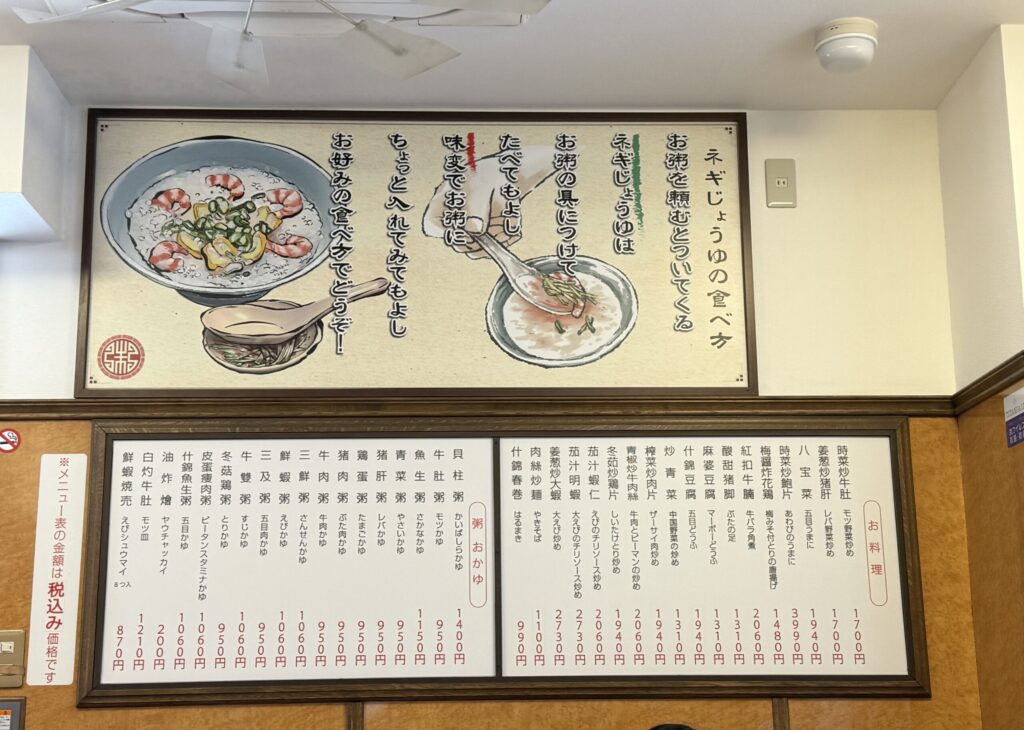 ネギじょうゆの食べ方
お粥を頼むとついてくる
ネギじょうゆは
お粥の具につけて
たべてもよし
味変でお粥に
ちょっと入れてみてもよし
お好みの食べ方でどうぞ！
お料理
時菜炒牛肚 モツ野菜炒め 1700円
姜葱炒猪肝 レバ野菜炒め 1700円
八宝菜 五目うまに 1940円
時菜炒鮑片 あわびのうまに 3990円
梅醤炸花鶏 梅みそ付とりの唐揚げ 1480円
紅扣牛腩 牛バラ角煮 2060円
酸甜猪脚 ぶたの足 1310円
麻婆豆腐 マーボーどうふ 1310円
什錦豆腐 五目どうふ 1310円
炒青菜 中国野菜の炒め 1310円
搾菜炒肉片 ザーサイ肉炒め 1940円
青椒炒牛肉絲 牛肉とピーマンの炒め 1940円
冬茹炒鶏片 しいたけとり炒め 1940円
茄汁蝦仁 えびのチリソース炒め 2060円
茄汁明蝦 大えびのチリソース炒め 2730円
姜葱炒大蝦 大えび炒め 2730円
肉絲炒麺 やきそば 1100円
什錦春巻 はるまき 990円
粥 おかゆ
貝柱粥 かいばしらかゆ 1400円
牛肚粥 モツかゆ 950円
魚生粥 さかなかゆ 1150円
青菜粥 やさいかゆ 950円
猪肝粥 レバかゆ 950円
鶏蛋粥 たまごかゆ 950円
猪肉粥 ぶた肉かゆ 950円
牛肉粥 牛肉かゆ 950円
三鮮粥 さんせんかゆ 1060円
鮮蝦粥 えびかゆ 1060円
三及粥 五目肉かゆ 950円
牛雙粥 すじかゆ 1060円
冬菇鶏粥 とりかゆ 950円
皮蛋痩肉粥 ピータンスタミナかゆ 1060円
什錦魚生粥 五目かゆ 1060円
油炸燴 ヤウチャッカイ 200円
白灼牛肚 モツ皿 1210円
鮮蝦焼売 えびシュウマイ 8つ入 870円
※メニュー表の金額は税込み価格です